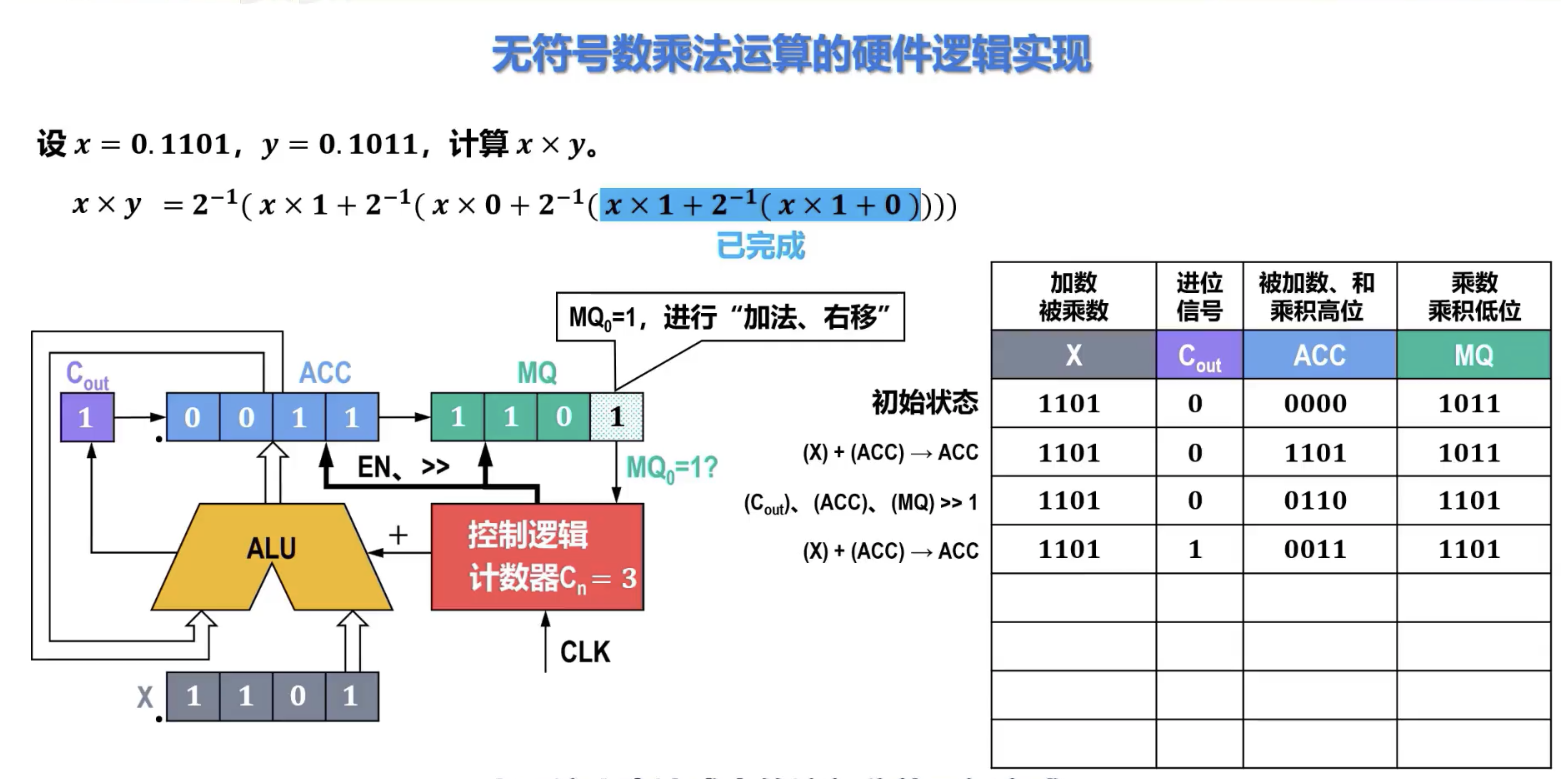 无符号数乘法运算的硬件逻辑实现
设 x = 0.1101，y = 0.1011，计算 x × y。
x × y = 2⁻¹( x × 1 + 2⁻¹( x × 0 + 2⁻¹( x × 1 + 2⁻¹( x × 1 + 0 ))))
已完成
MQ₀=1，进行“加法、右移”
Cout ACC MQ
1 0 0 1 1 1 1 0 1
EN、>> MQ₀=1?
ALU + 控制逻辑
计数器Cn = 3
CLK
X 1 1 0 1
加数 被乘数 进位 信号 被加数、和 乘积高位 乘数 乘积低位
X Cout ACC MQ
初始状态 1101 0 0000 1011
(X) + (ACC) → ACC 1101 0 1101 1011
(Cout)、(ACC)、(MQ) >> 1 1101 0 0110 1101
(X) + (ACC) → ACC 1101 1 0011 1101